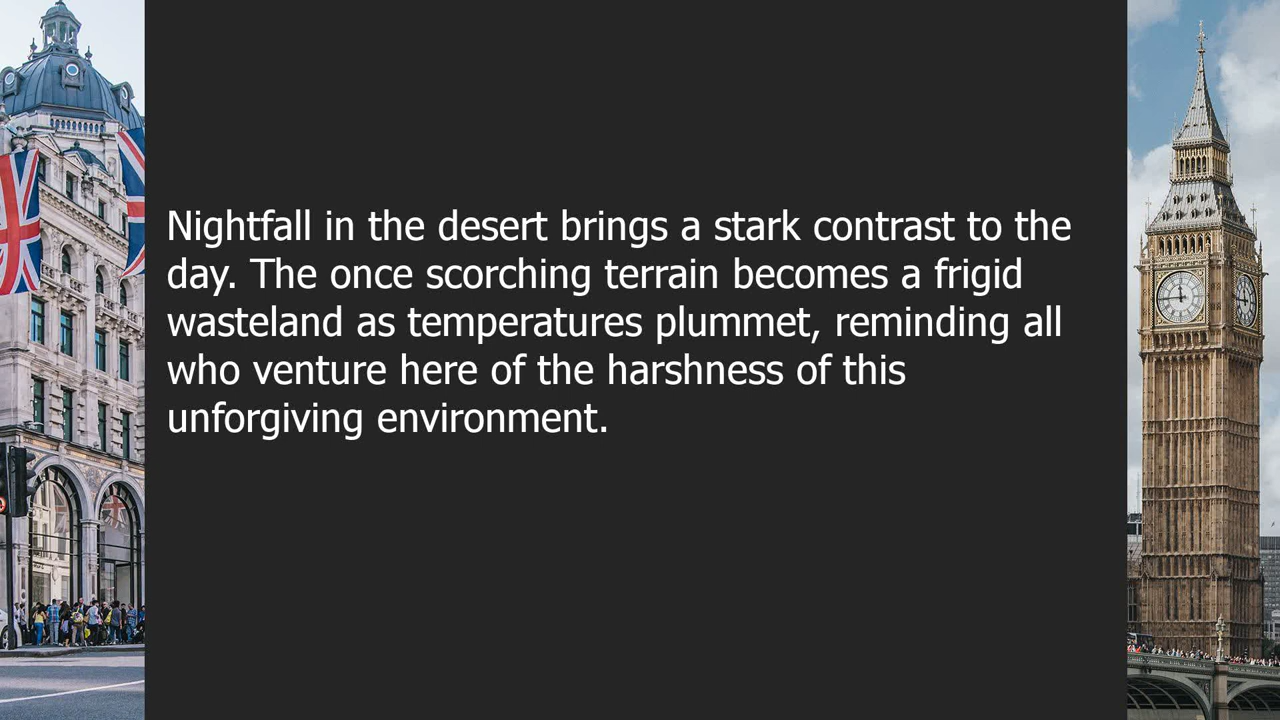 Nightfall in the desert brings a stark contrast to the
day. The once scorching terrain becomes a frigid
wasteland as temperatures plummet, reminding all
who venture here of the harshness of this
unforgiving environment.